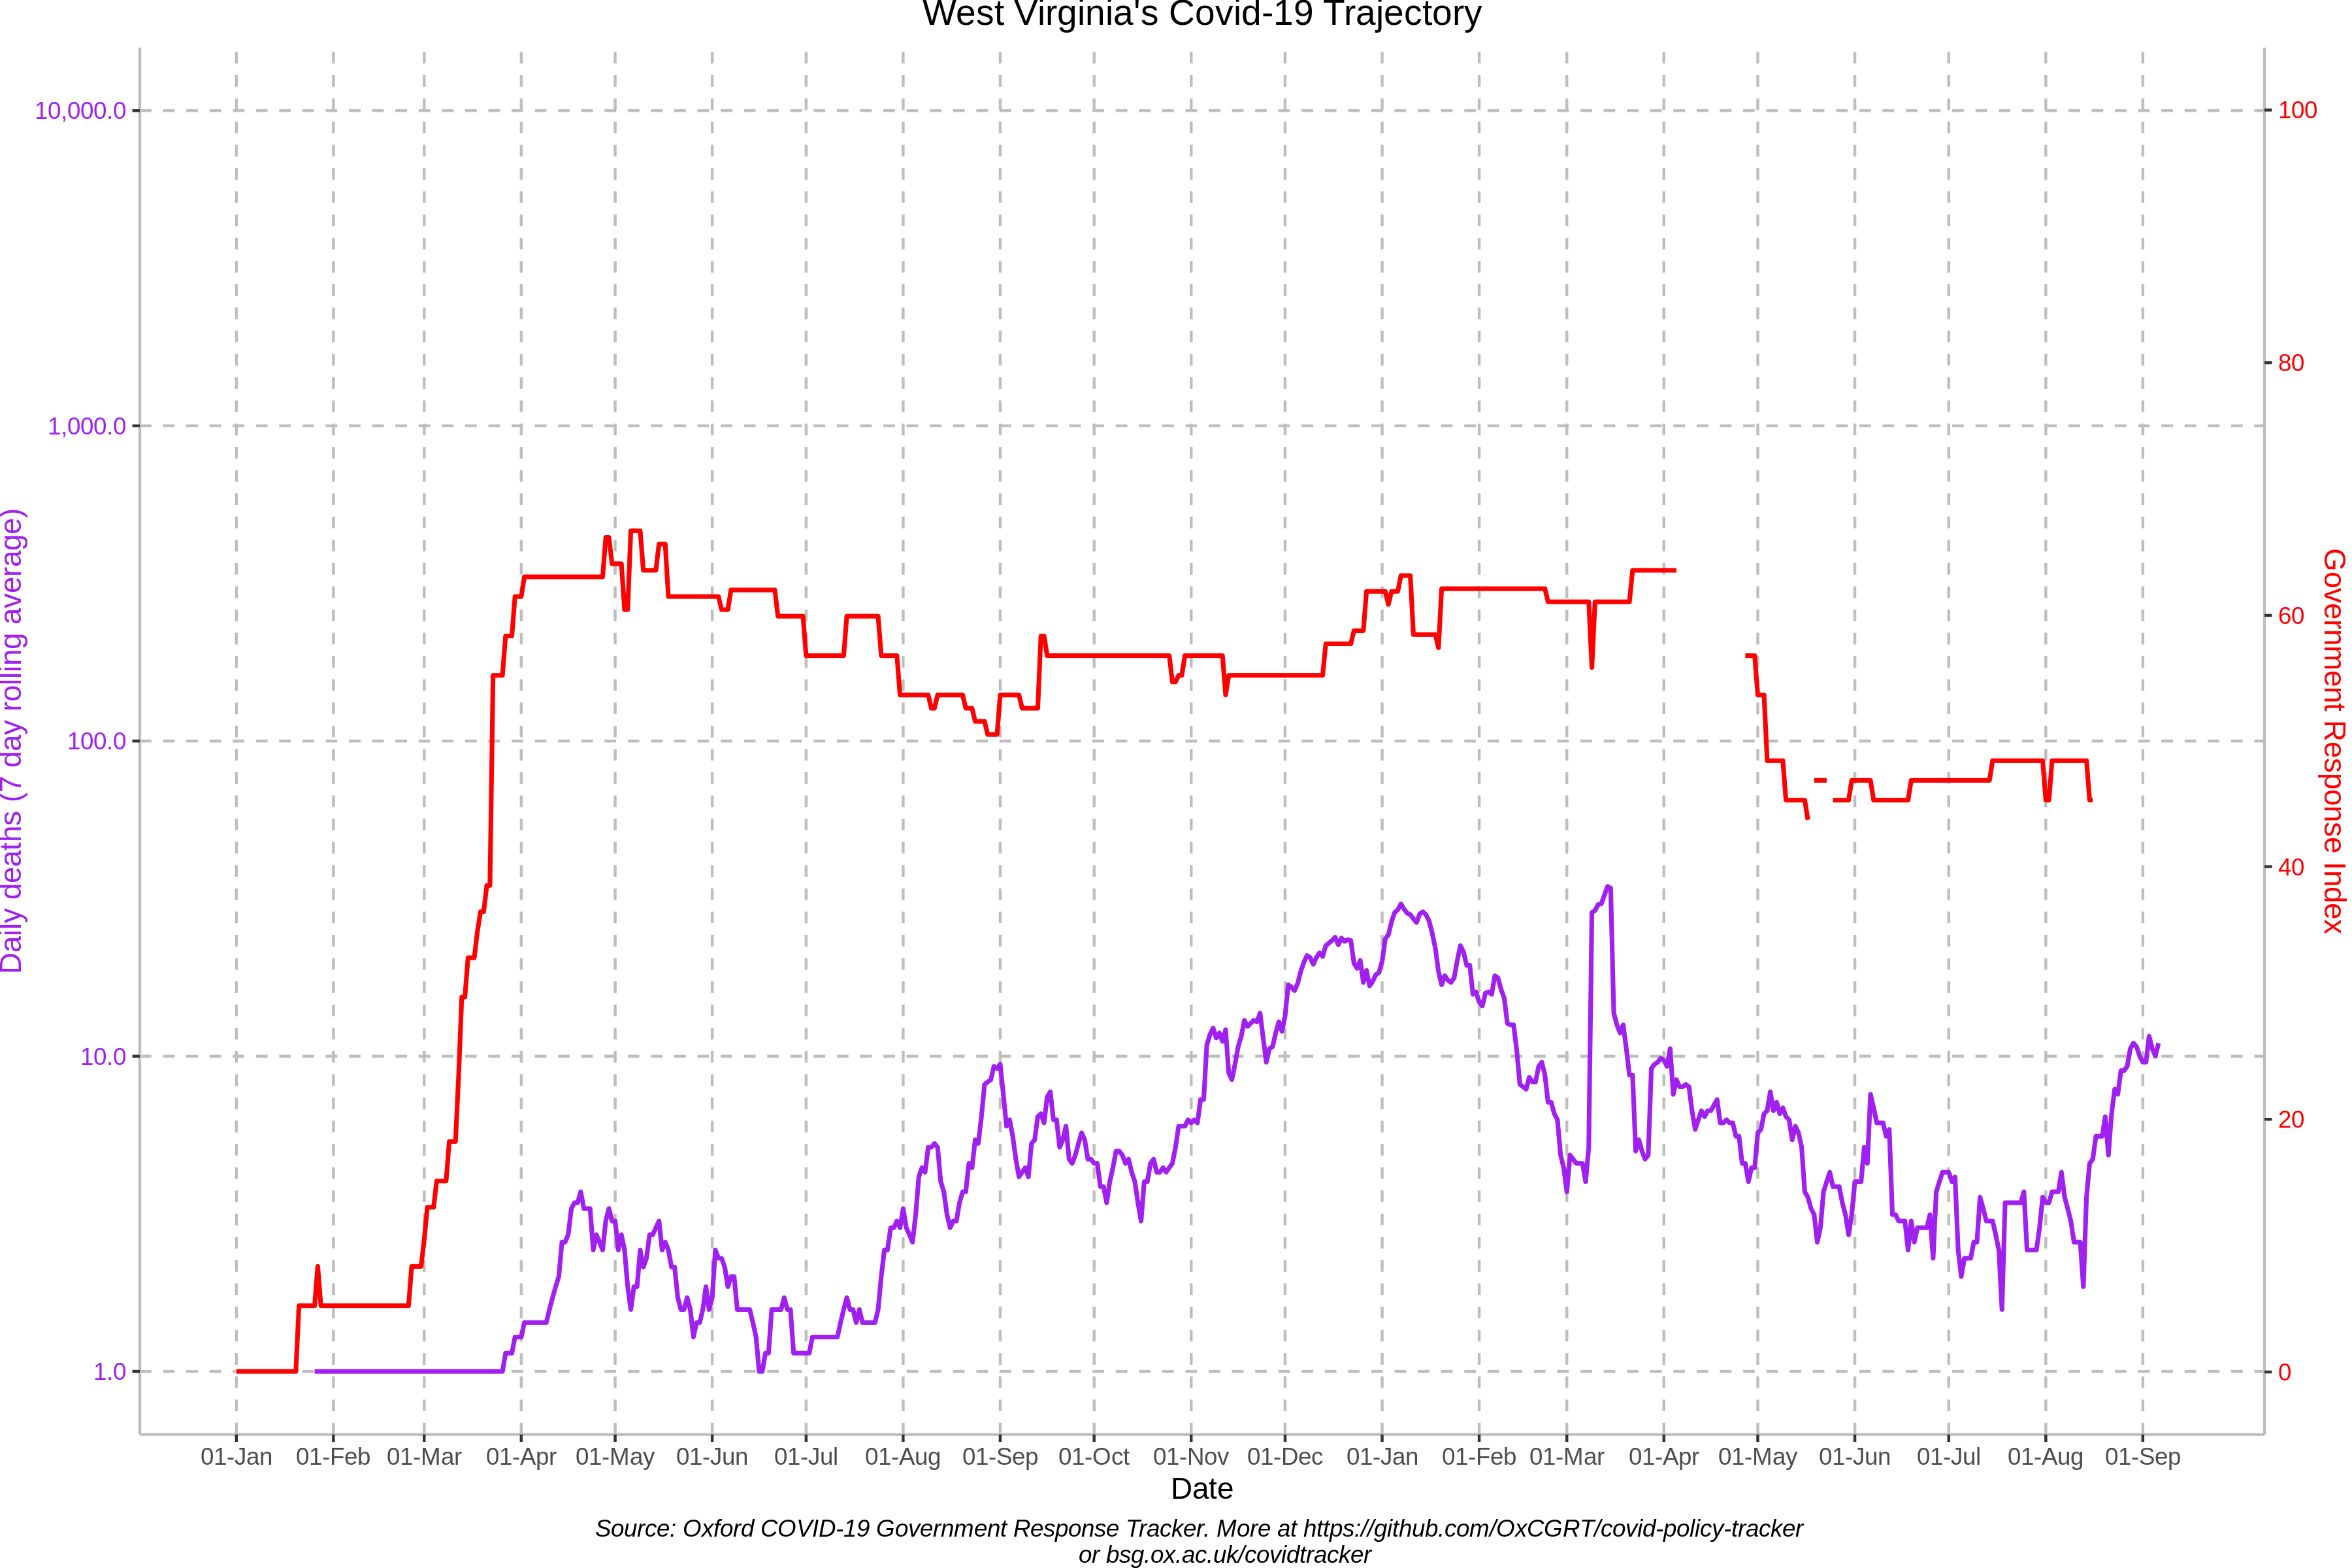 West Virginia's Covid-19 Trajectory
10,000.0
1,000.0
100.0
10.0
1.0
Daily deaths (7 day rolling average)
100
80
60
40
20
0
Government Response Index
01-Jan 01-Feb 01-Mar 01-Apr 01-May 01-Jun 01-Jul 01-Aug 01-Sep 01-Oct 01-Nov 01-Dec 01-Jan 01-Feb 01-Mar 01-Apr 01-May 01-Jun 01-Jul 01-Aug 01-Sep
Date
Source: Oxford COVID-19 Government Response Tracker. More at https://github.com/OxCGRT/covid-policy-tracker
or bsg.ox.ac.uk/covidtracker